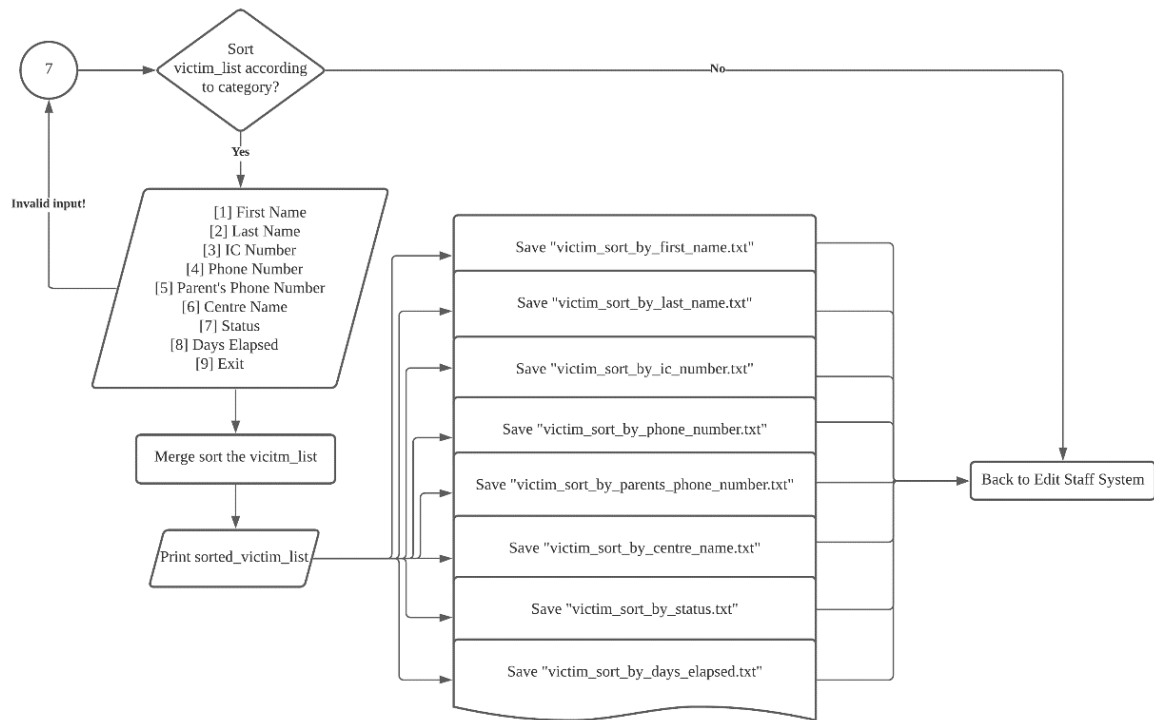 7
Sort
victim_list according
to category?
No
Yes
Invalid input!
[1] First Name
[2] Last Name
[3] IC Number
[4] Phone Number
[5] Parent's Phone Number
[6] Centre Name
[7] Status
[8] Days Elapsed
[9] Exit
Merge sort the vicitm_list
Print sorted_victim_list
Save "victim_sort_by_first_name.txt"
Save "victim_sort_by_last_name.txt"
Save "victim_sort_by_ic_number.txt"
Save "victim_sort_by_phone_number.txt"
Save "victim_sort_by_parents_phone_number.txt"
Save "victim_sort_by_centre_name.txt"
Save "victim_sort_by_status.txt"
Save "victim_sort_by_days_elapsed.txt"
Back to Edit Staff System